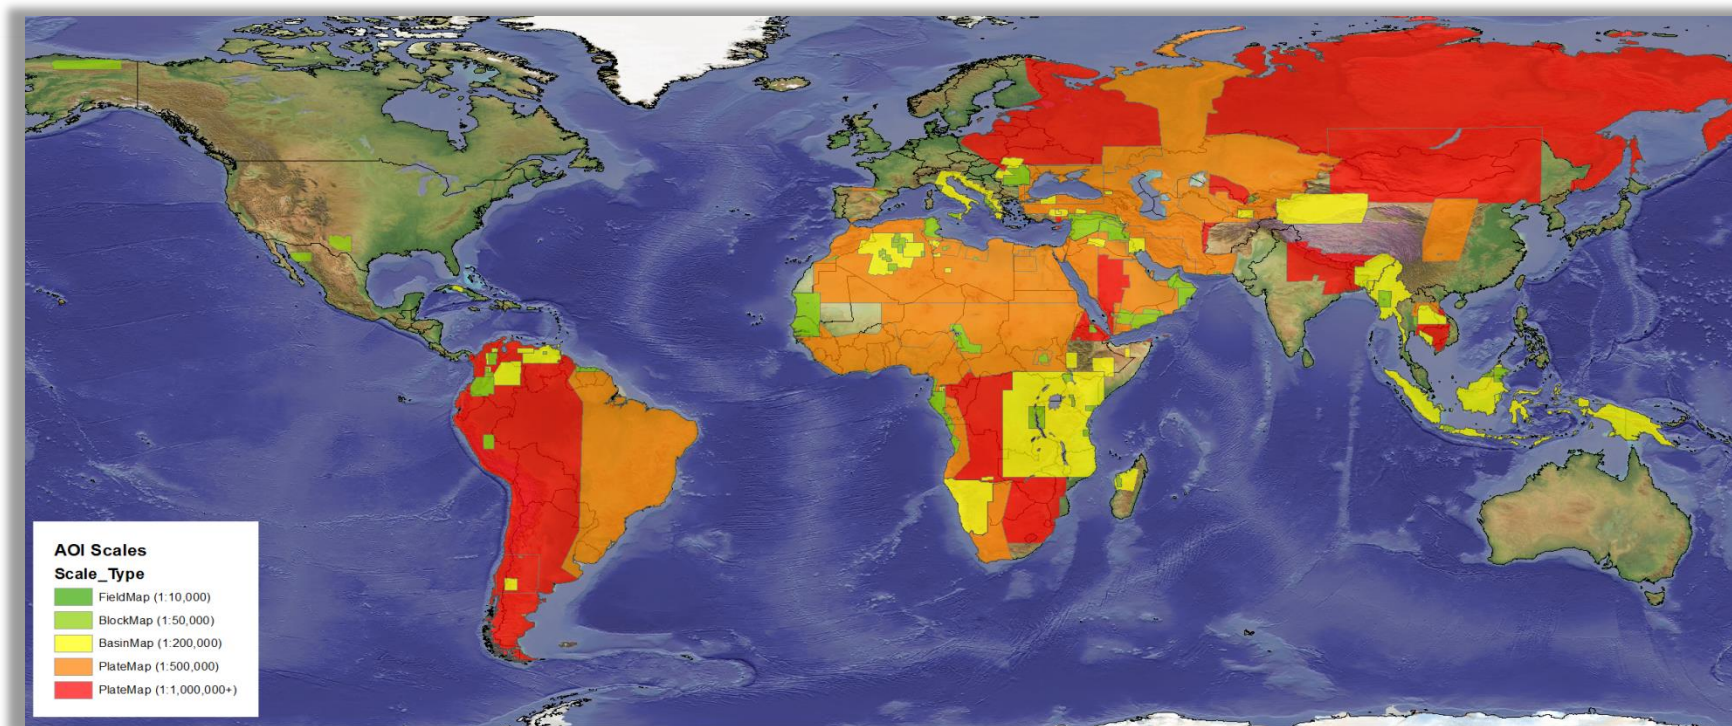 AOI Scales
Scale_Type
FieldMap (1:10,000)
BlockMap (1:50,000)
BasinMap (1:200,000)
PlateMap (1:500,000)
PlateMap (1:1,000,000+)